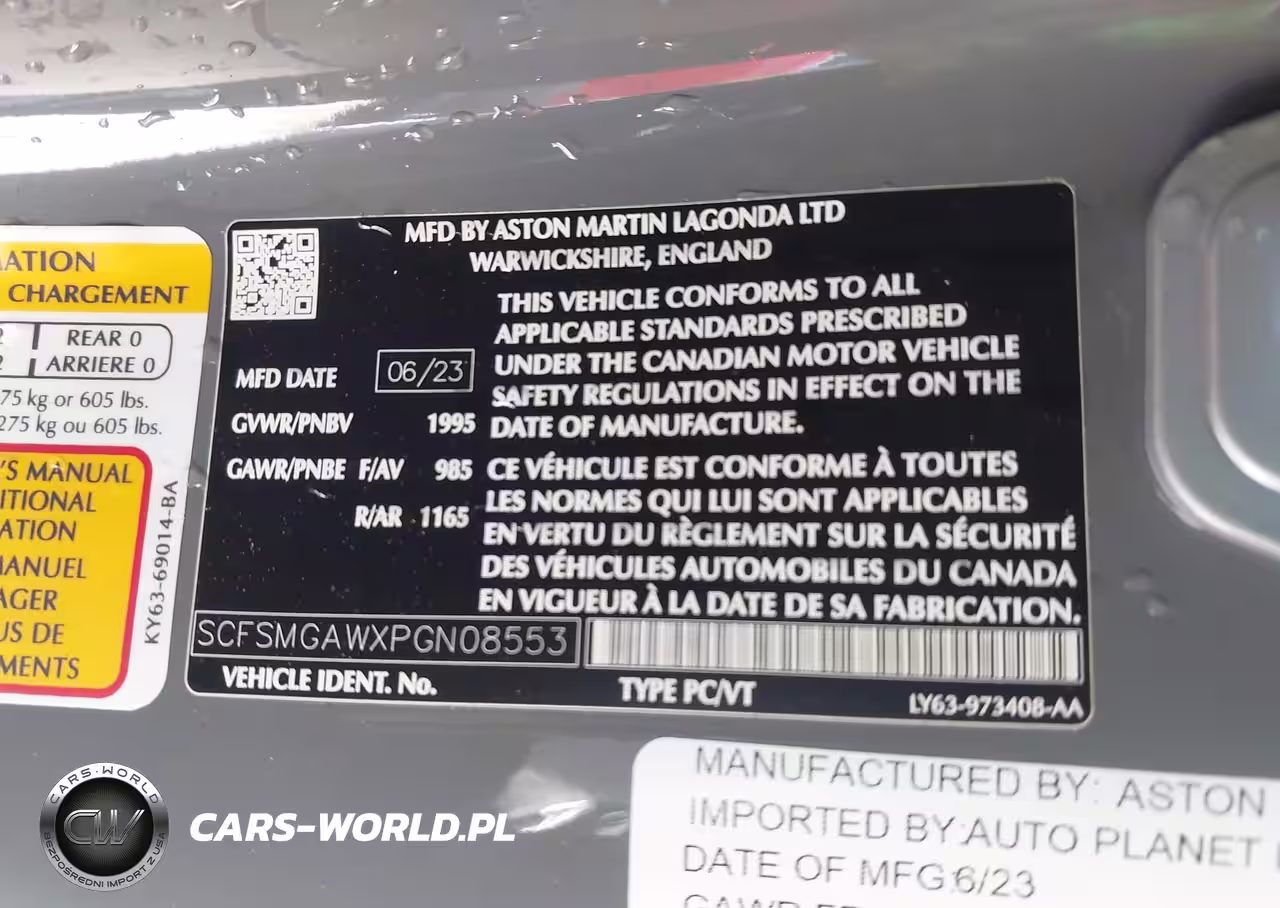 MATION
CHARGEMENT
REAR 0
ARRIERE 0
75 kg or 605 lbs.
275 kg ou 605 lbs.
'S MANUAL
ITIONAL
ATION
MANUEL
AGER
US DE
MENTS
KY63-69014-BA
MFD BY ASTON MARTIN LAGONDA LTD
WARWICKSHIRE, ENGLAND
THIS VEHICLE CONFORMS TO ALL
APPLICABLE STANDARDS PRESCRIBED
UNDER THE CANADIAN MOTOR VEHICLE
SAFETY REGULATIONS IN EFFECT ON THE
DATE OF MANUFACTURE.
MFD DATE 06/23
GVWR/PNBV 1995
GAWR/PNBE F/AV 985
R/AR 1165
CE VÉHICULE EST CONFORME À TOUTES
LES NORMES QUI LUI SONT APPLICABLES
EN VERTU DU RÈGLEMENT SUR LA SÉCURITÉ
DES VÉHICULES AUTOMOBILES DU CANADA
EN VIGUEUR À LA DATE DE SA FABRICATION.
SCFSMGAWXPGN08553
VEHICLE IDENT. No.
TYPE PC/VT
LY63-973408-AA
MANUFACTURED BY: ASTON
IMPORTED BY:AUTO PLANET
DATE OF MFG:6/23
CARS-WORLD
CW
BEZPOŚREDNI IMPORT Z USA
CARS-WORLD.PL